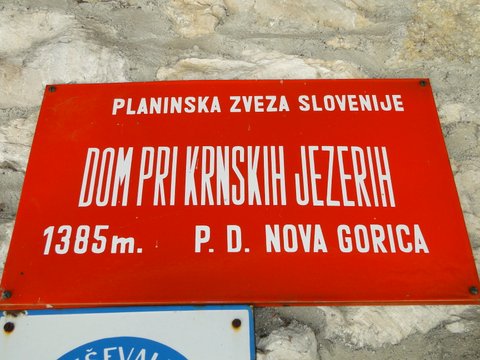 PLANINSKA ZVEZA SLOVENIJE
DOM PRI KRNSKIH JEZERIH
1385m. P. D. NOVA GORICA